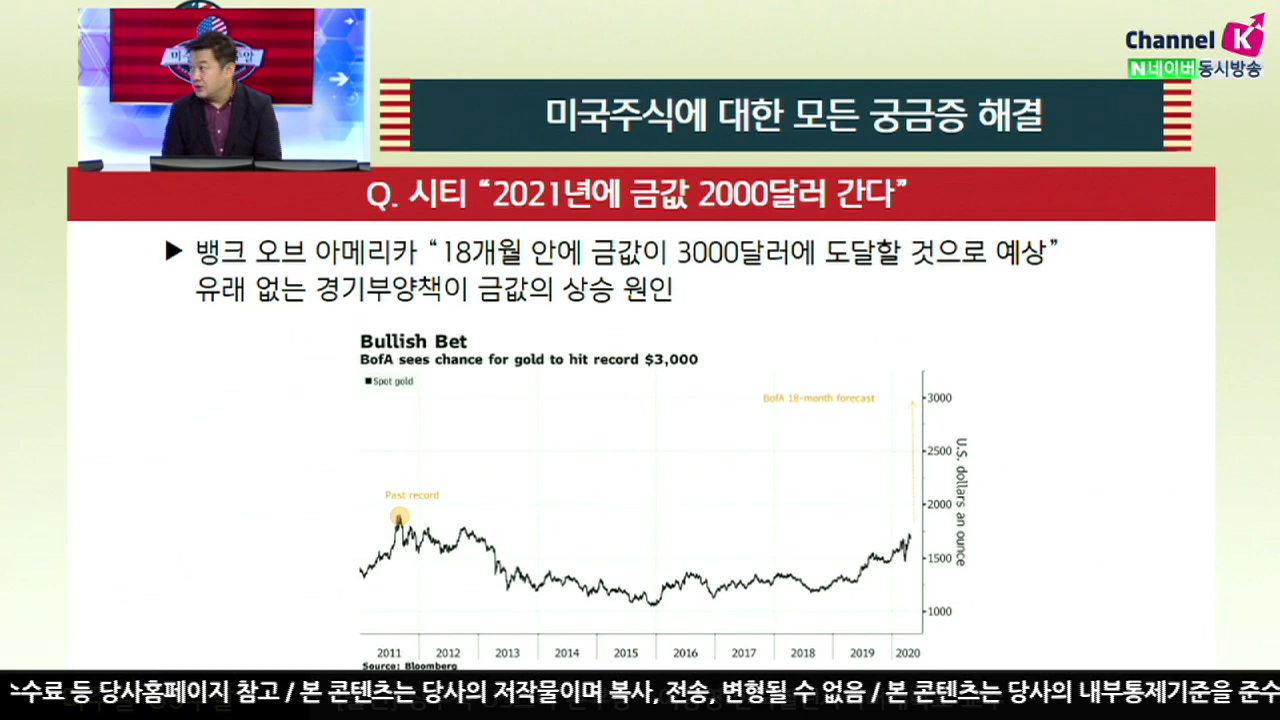 Channel K
N네이버 동시방송
미국주식에 대한 모든 궁금증 해결
Q. 시티 “2021년에 금값 2000달러 간다”
▶ 뱅크 오브 아메리카 “18개월 안에 금값이 3000달러에 도달할 것으로 예상”
유래 없는 경기부양책이 금값의 상승 원인
Bullish Bet
BofA sees chance for gold to hit record $3,000
Spot gold
BofA 18-month forecast
Past record
3000
2500
2000
1500
1000
U.S. dollars an ounce
2011 2012 2013 2014 2015 2016 2017 2018 2019 2020
Source: Bloomberg
수료 등 당사홈페이지 참고 / 본 콘텐츠는 당사의 저작물이며 복사, 전송, 변형될 수 없음 / 본 콘텐츠는 당사의 내부통제기준을 준수